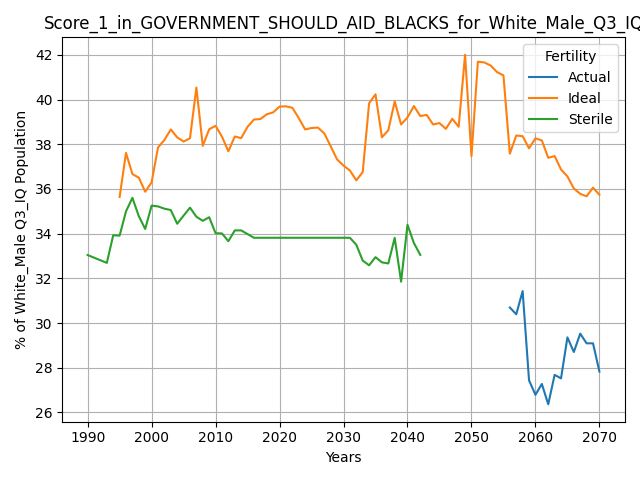 Score_1_in_GOVERNMENT_SHOULD_AID_BLACKS_for_White_Male_Q3_IQ
Fertility
Actual
Ideal
Sterile
% of White_Male Q3_IQ Population
42
40
38
36
34
32
30
28
26
1990 2000 2010 2020 2030 2040 2050 2060 2070
Years